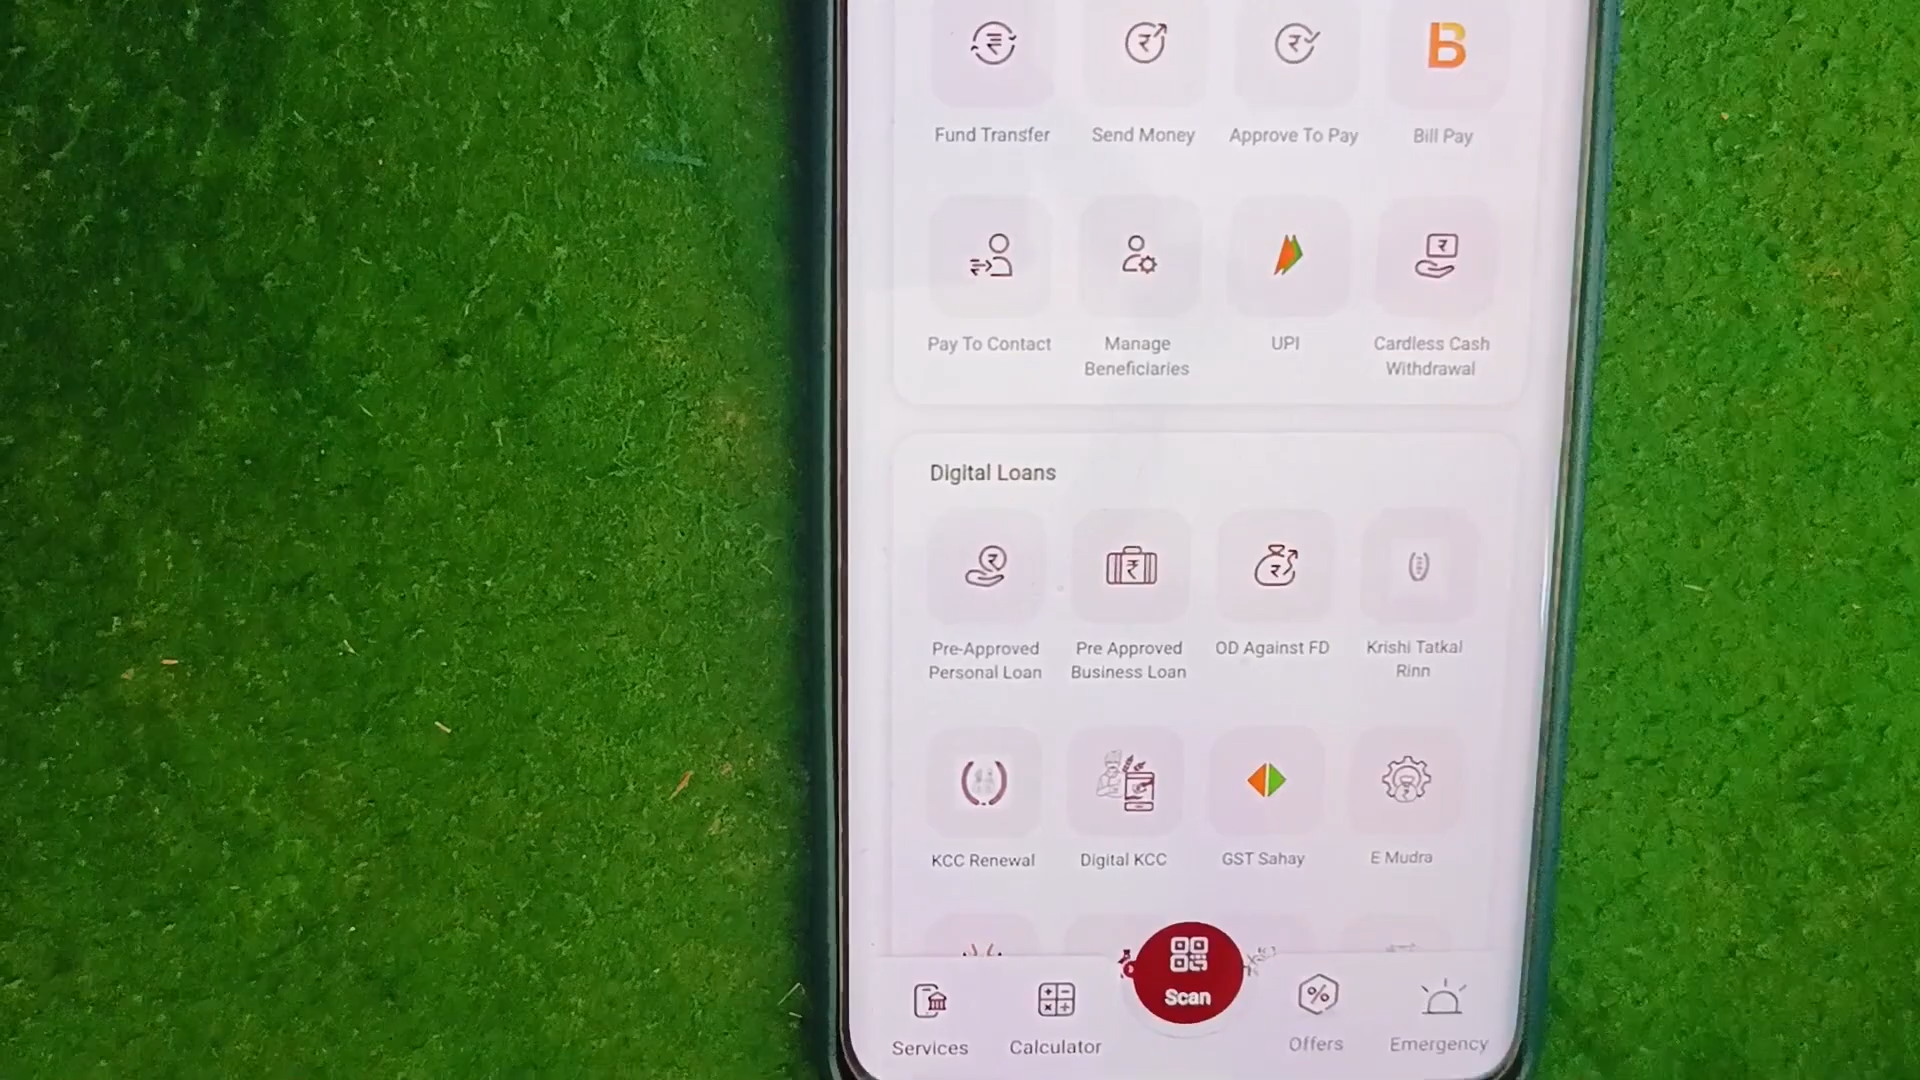 Fund Transfer
Send Money
Approve To Pay
Bill Pay
Pay To Contact
Manage
Beneficiaries
UPI
Cardless Cash
Withdrawal
Digital Loans
Pre-Approved
Personal Loan
Pre Approved
Business Loan
OD Against FD
Krishi Tatkal
Rinn
KCC Renewal
Digital KCC
GST Sahay
E Mudra
Services
Calculator
Scan
Offers
Emergency